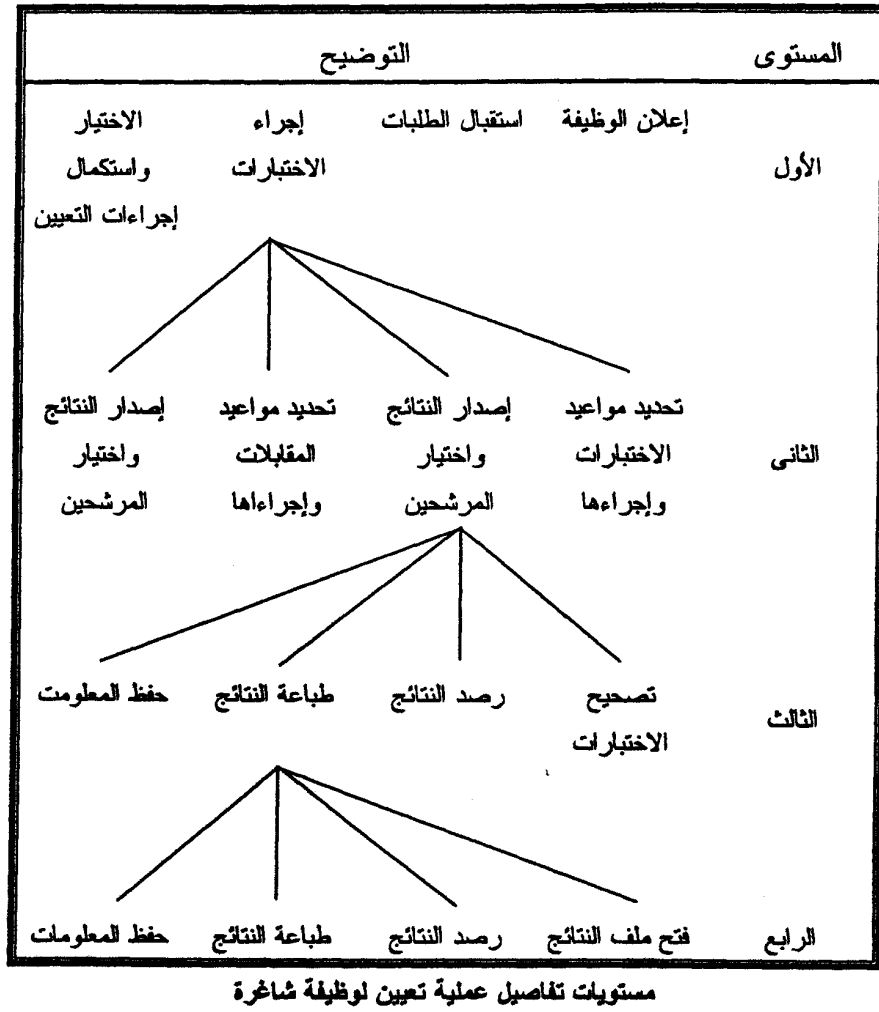 المستوى التوضيح
إعلان الوظيفة استقبال الطلبات إجراء الاختيار
الأول الاختبارات واستكمال
إجراءات التعيين
تحديد مواعيد إصدار النتائج تحديد مواعيد إصدار النتائج
الثانى الاختبارات واختيار المقابلات واختيار
وإجراءها المرشحين وإجراءاها المرشحين
تصحيح رصد النتائج طباعة النتائج حفظ المعلومت
الثالث
الاختبارات
الرابع فتح ملف النتائج رصد النتائج طباعة النتائج حفظ المعلومات
مستويات تفاصيل عملية تعيين لوظيفة شاغرة